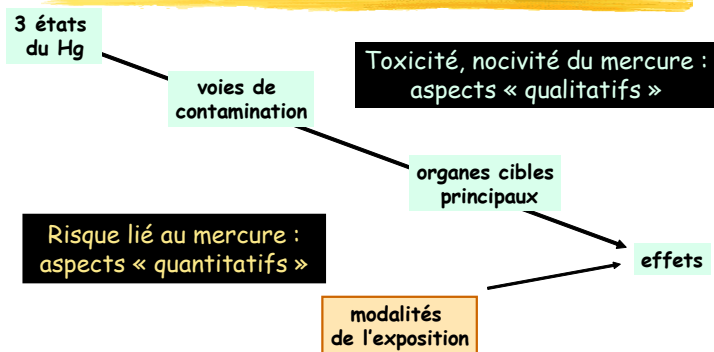 3 états
du Hg
Toxicité, nocivité du mercure :
aspects « qualitatifs »
voies de
contamination
organes cibles
principaux
Risque lié au mercure :
aspects « quantitatifs »
effets
modalités
de l'exposition